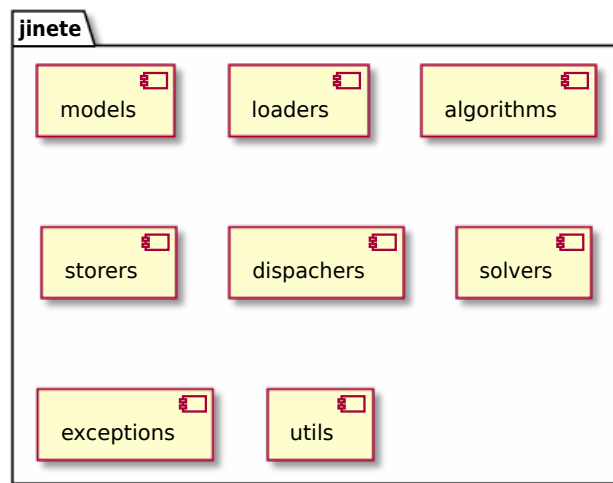 jinete
models
loaders
algorithms
storers
dispachers
solvers
exceptions
utils